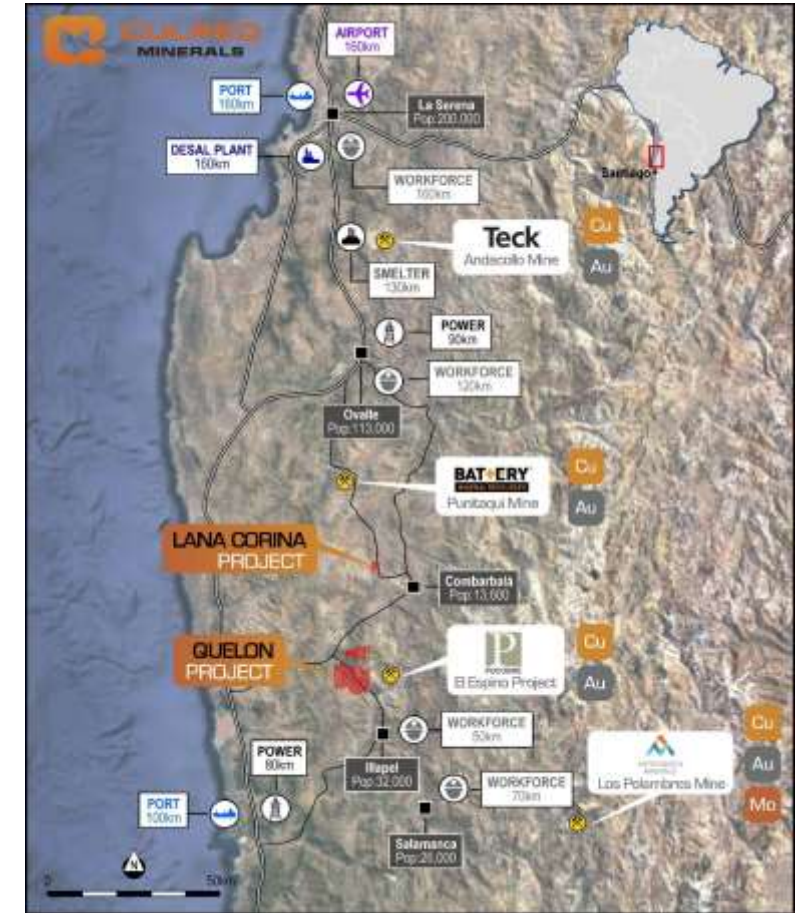 CULPEO
MINERALS
AIRPORT
160km
PORT
160km
La Serena
Pop:200,000
DESAL PLANT
160km
WORKFORCE
160km
Santiago
Teck
Andacollo Mine
Cu
Au
SMELTER
130km
POWER
90km
WORKFORCE
120km
Ovalle
Pop:113,000
BATTERY
Punitaqui Mine
Cu
Au
LANA CORINA
PROJECT
Combarbalá
Pop:13,600
QUELON
PROJECT
P
El Espino Project
Cu
Au
WORKFORCE
50km
Illapel
Pop:32,000
POWER
80km
Los Pelambres Mine
Cu
Au
Mo
WORKFORCE
70km
PORT
100km
Salamanca
Pop:26,000
N
0
50km